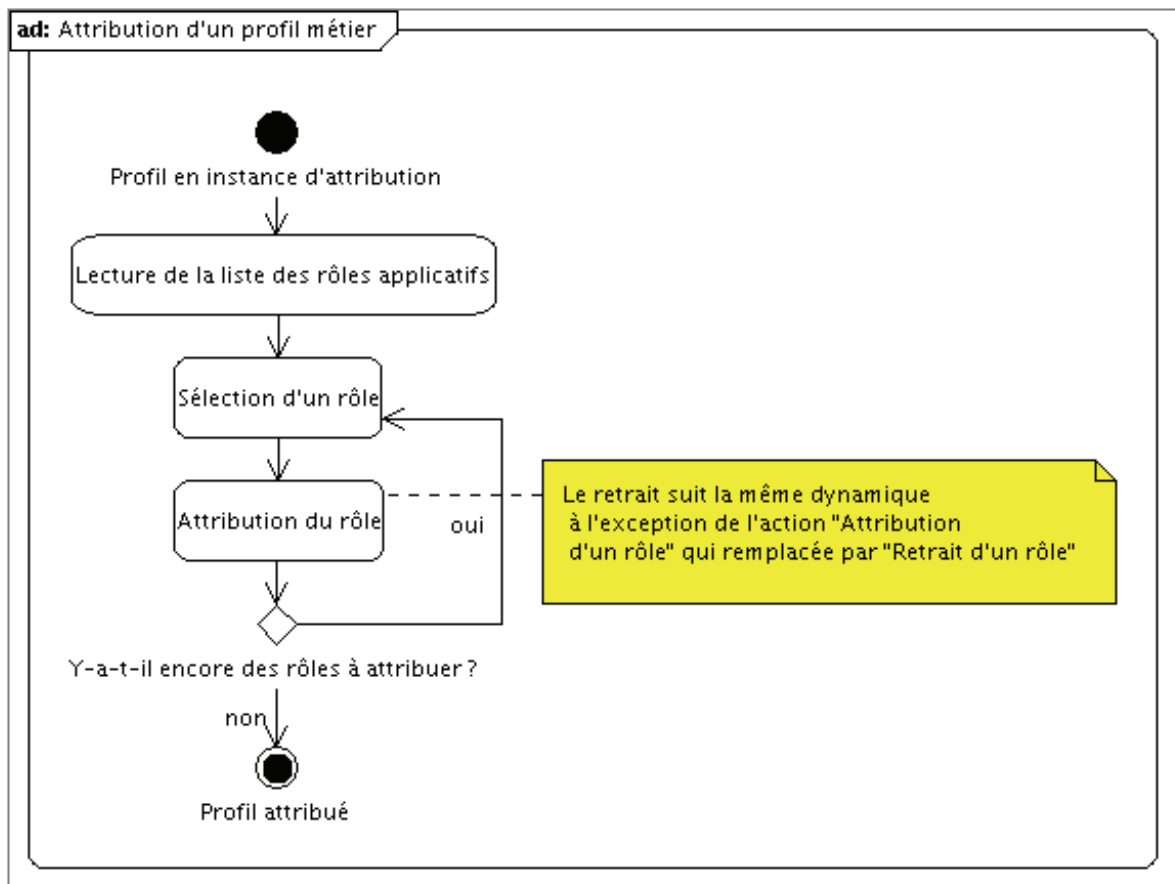 ad: Attribution d'un profil métier
Profil en instance d'attribution
Lecture de la liste des rôles applicatifs
Sélection d'un rôle
Attribution du rôle
oui
Le retrait suit la même dynamique
à l'exception de l'action "Attribution
d'un rôle" qui remplacée par "Retrait d'un rôle"
Y-a-t-il encore des rôles à attribuer ?
non
Profil attribué